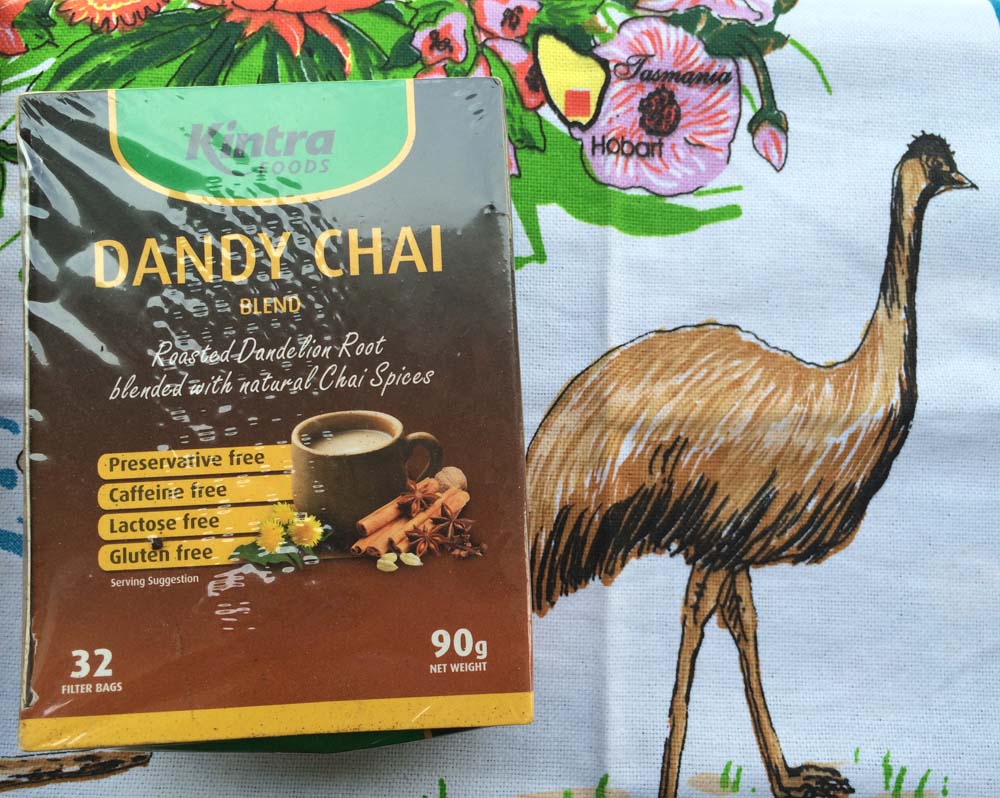 Kintra
FOODS
DANDY CHAI
BLEND
Roasted Dandelion Root
blended with natural Chai Spices
Preservative free
Caffeine free
Lactose free
Gluten free
Serving Suggestion
32
FILTER BAGS
90g
NET WEIGHT
Tasmania
Hobart